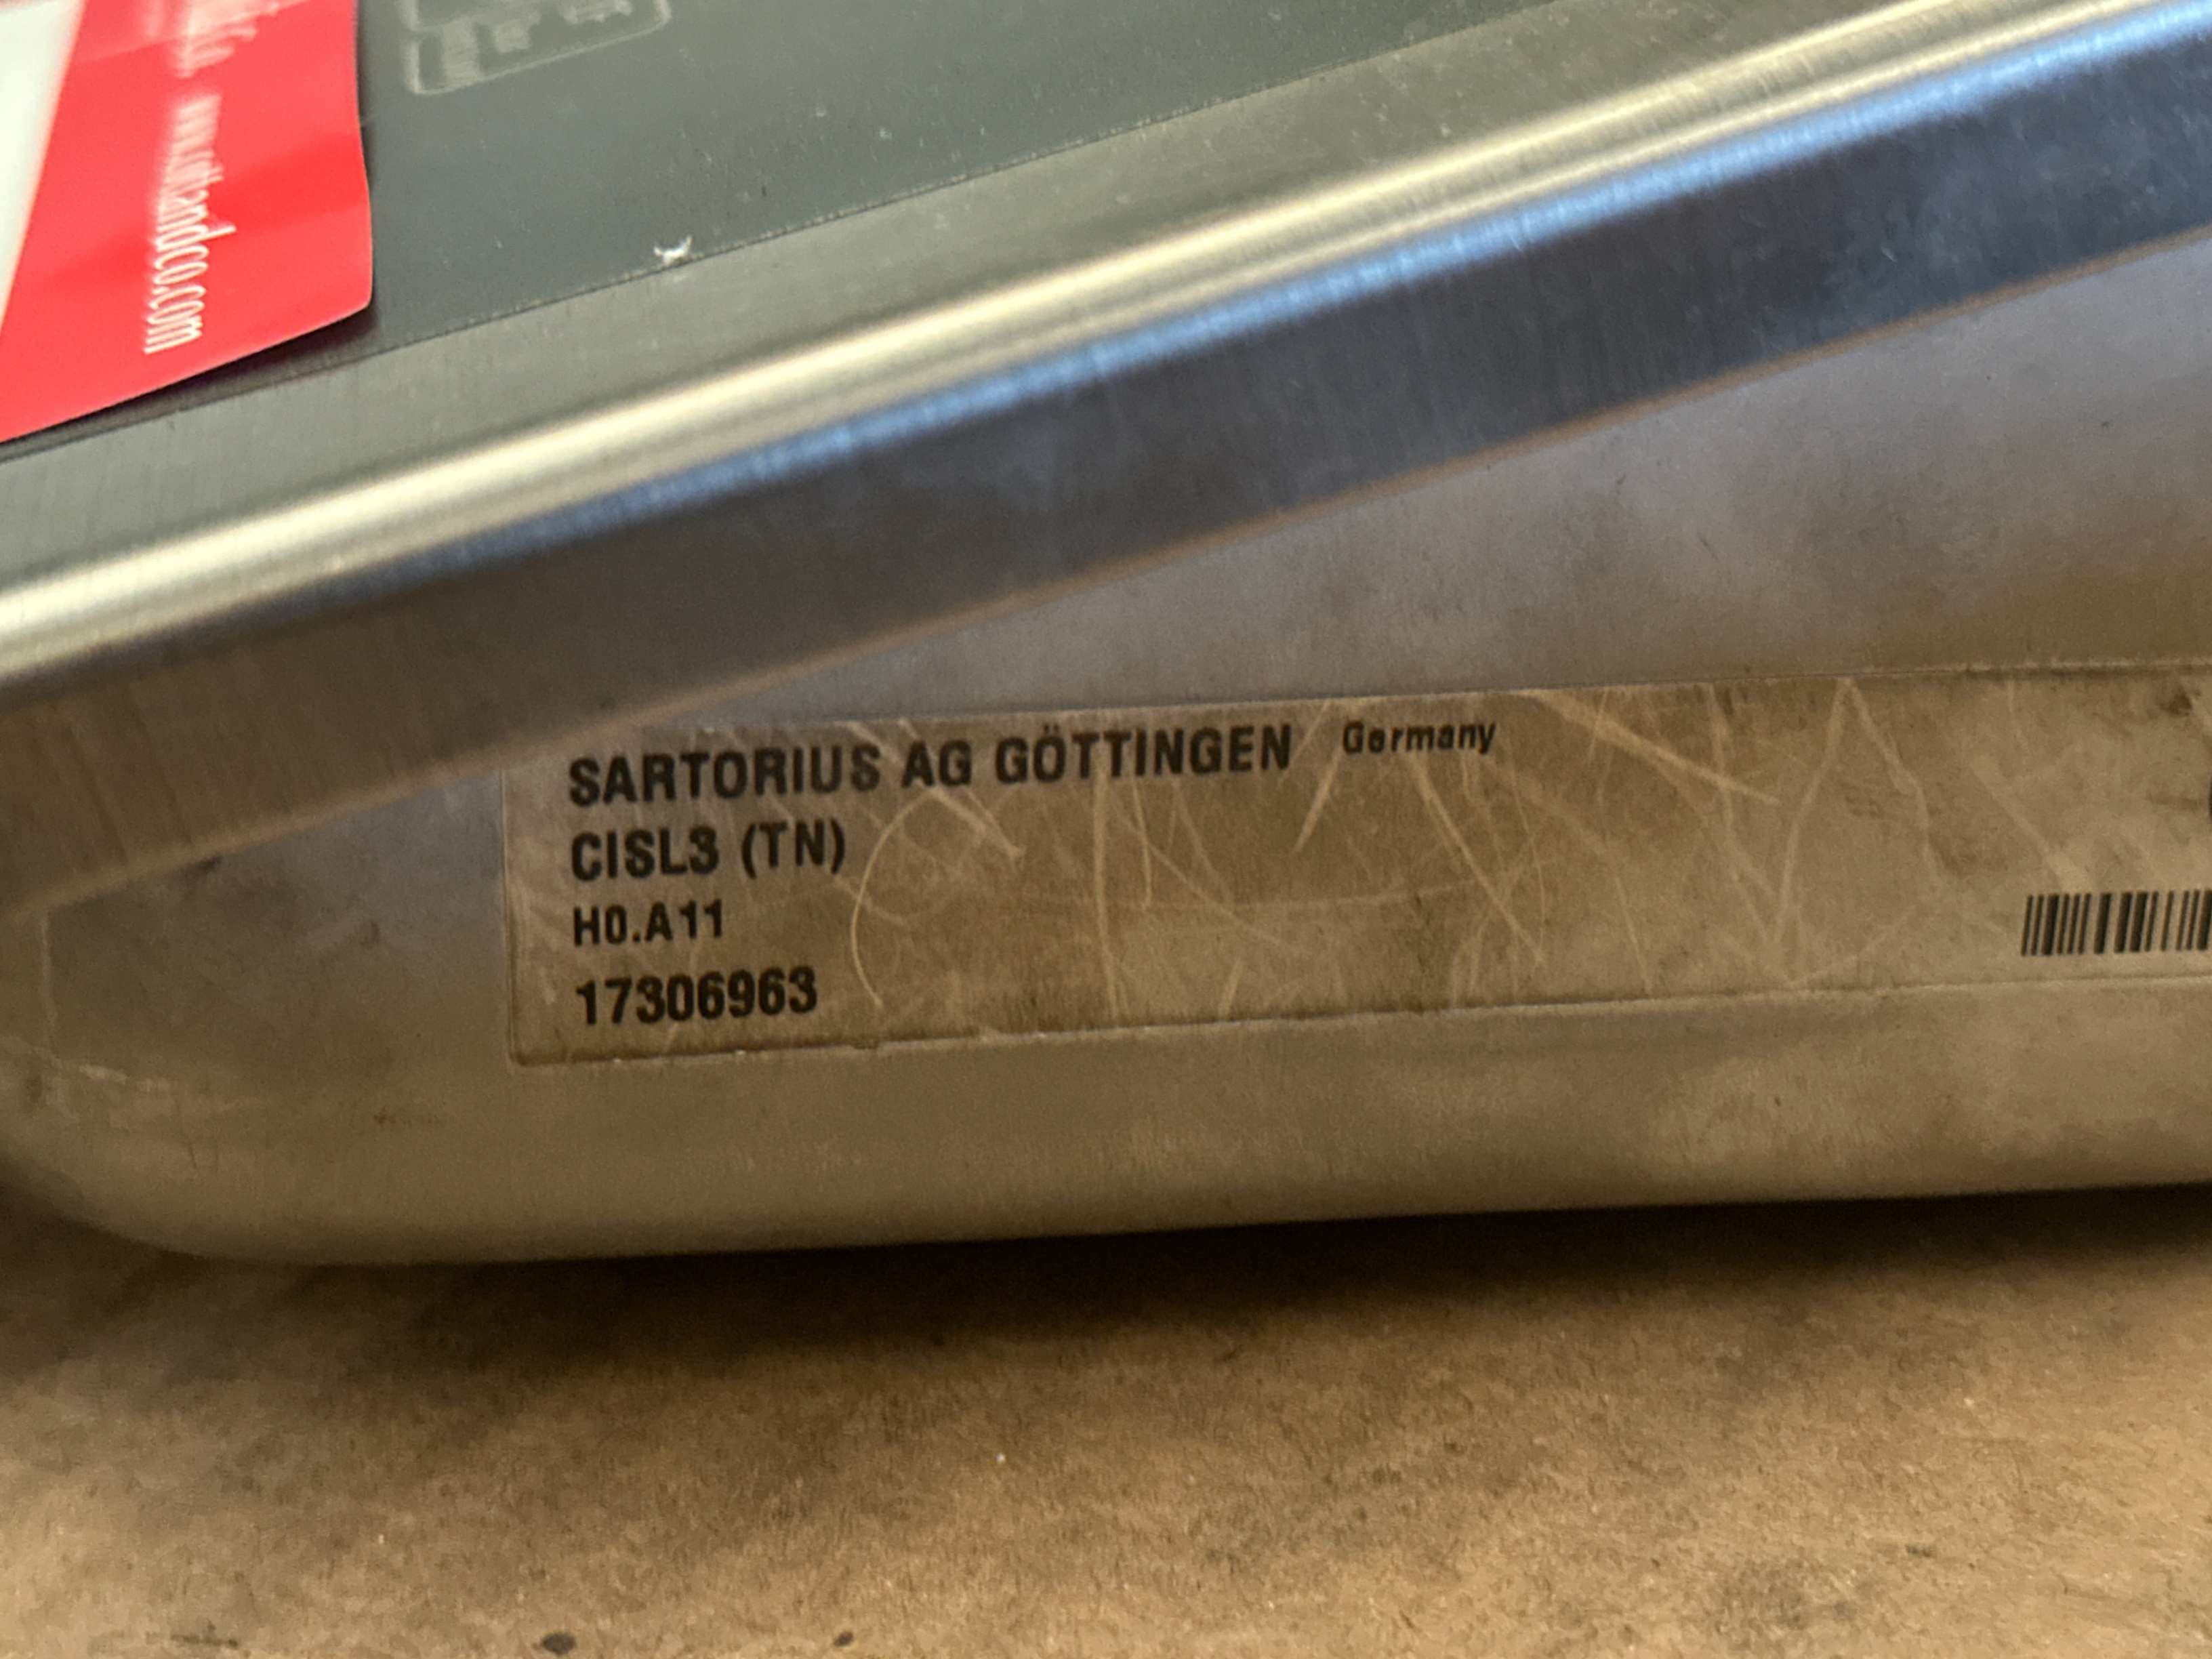 SARTORIUS AG GÖTTINGEN Germany
CISL3 (TN)
H0.A11
17306963